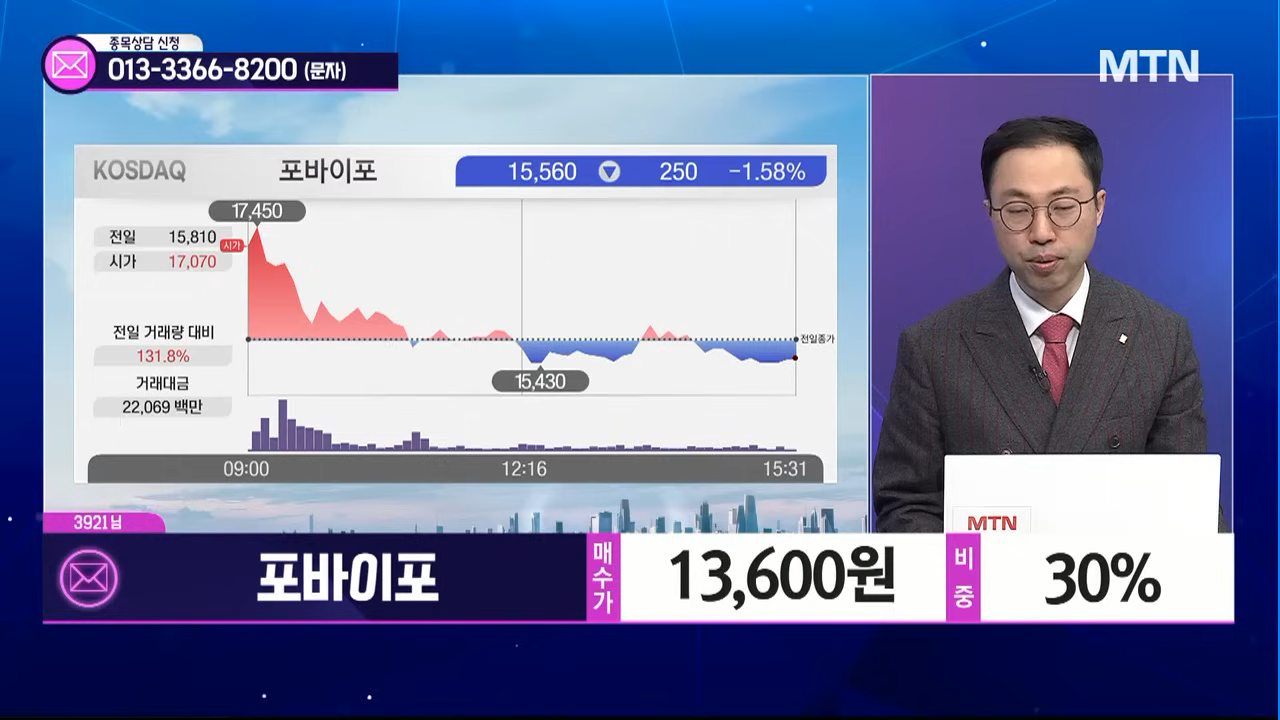 종목상담 신청
013-3366-8200 (문자)
MTN
KOSDAQ 포바이포 15,560 ▼ 250 -1.58%
17,450
전일 15,810
시가
시가 17,070
전일 거래량 대비
131.8%
거래대금
22,069 백만
전일종가
15,430
09:00 12:16 15:31
3921님
MTN
포바이포 매수가 13,600원 비중 30%